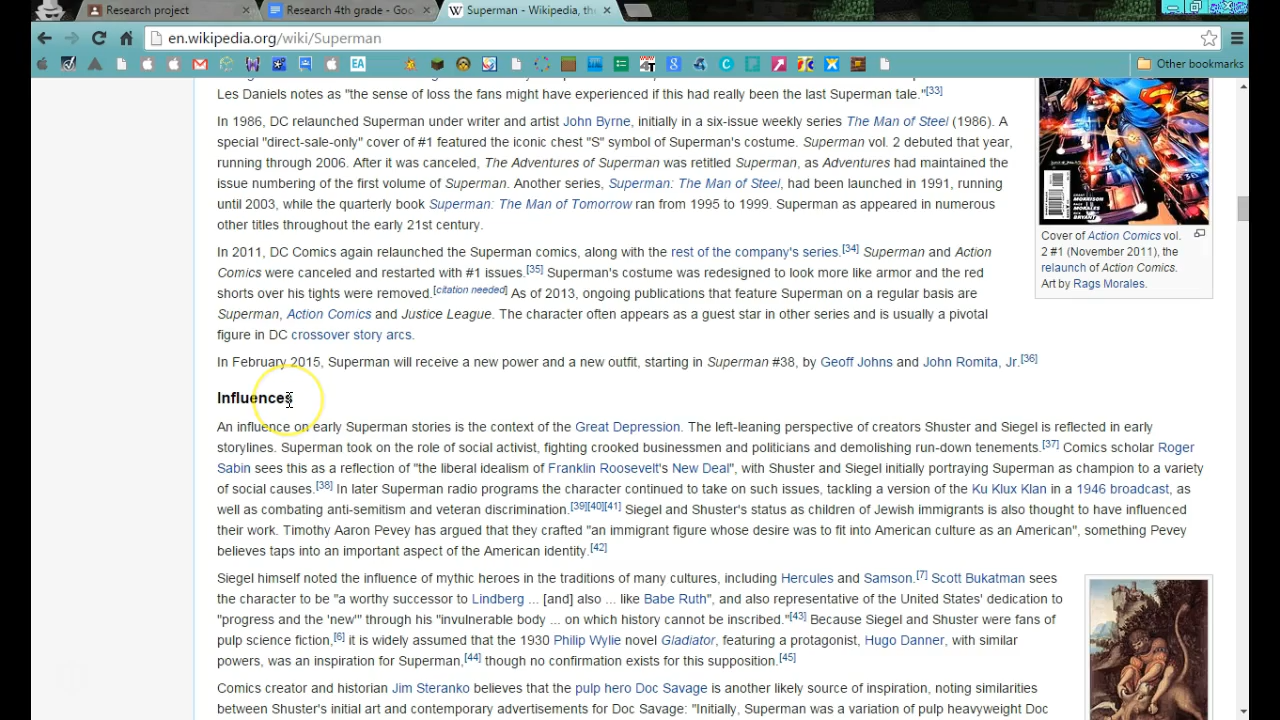 Research project
Research 4th grade - Goo
Superman - Wikipedia, the
en.wikipedia.org/wiki/Superman
EA
Other bookmarks
Les Daniels notes as "the sense of loss the fans might have experienced if this had really been the last Superman tale."[33]
In 1986, DC relaunched Superman under writer and artist John Byrne, initially in a six-issue weekly series The Man of Steel (1986). A
special "direct-sale-only" cover of #1 featured the iconic chest "S" symbol of Superman's costume. Superman vol. 2 debuted that year,
running through 2006. After it was canceled, The Adventures of Superman was retitled Superman, as Adventures had maintained the
issue numbering of the first volume of Superman. Another series, Superman: The Man of Steel, had been launched in 1991, running
until 2003, while the quarterly book Superman: The Man of Tomorrow ran from 1995 to 1999. Superman as appeared in numerous
other titles throughout the early 21st century.
In 2011, DC Comics again relaunched the Superman comics, along with the rest of the company's series.[34] Superman and Action
Comics were canceled and restarted with #1 issues.[35] Superman's costume was redesigned to look more like armor and the red
shorts over his tights were removed.[citation needed] As of 2013, ongoing publications that feature Superman on a regular basis are
Superman, Action Comics and Justice League. The character often appears as a guest star in other series and is usually a pivotal
figure in DC crossover story arcs.
In February 2015, Superman will receive a new power and a new outfit, starting in Superman #38, by Geoff Johns and John Romita, Jr.[36]
GRANT
MORRISON
RAGS
MORALES
RICK
BRYANT
Cover of Action Comics vol.
2 #1 (November 2011), the
relaunch of Action Comics.
Art by Rags Morales.
Influences
An influence on early Superman stories is the context of the Great Depression. The left-leaning perspective of creators Shuster and Siegel is reflected in early
storylines. Superman took on the role of social activist, fighting crooked businessmen and politicians and demolishing run-down tenements.[37] Comics scholar Roger
Sabin sees this as a reflection of "the liberal idealism of Franklin Roosevelt's New Deal", with Shuster and Siegel initially portraying Superman as champion to a variety
of social causes.[38] In later Superman radio programs the character continued to take on such issues, tackling a version of the Ku Klux Klan in a 1946 broadcast, as
well as combating anti-semitism and veteran discrimination.[39][40][41] Siegel and Shuster's status as children of Jewish immigrants is also thought to have influenced
their work. Timothy Aaron Pevey has argued that they crafted "an immigrant figure whose desire was to fit into American culture as an American", something Pevey
believes taps into an important aspect of the American identity.[42]
Siegel himself noted the influence of mythic heroes in the traditions of many cultures, including Hercules and Samson.[7] Scott Bukatman sees
the character to be "a worthy successor to Lindberg ... [and] also ... like Babe Ruth", and also representative of the United States' dedication to
"progress and the 'new'" through his "invulnerable body ... on which history cannot be inscribed."[43] Because Siegel and Shuster were fans of
pulp science fiction,[6] it is widely assumed that the 1930 Philip Wylie novel Gladiator, featuring a protagonist, Hugo Danner, with similar
powers, was an inspiration for Superman,[44] though no confirmation exists for this supposition.[45]
Comics creator and historian Jim Steranko believes that the pulp hero Doc Savage is another likely source of inspiration, noting similarities
between Shuster's initial art and contemporary advertisements for Doc Savage: "Initially, Superman was a variation of pulp heavyweight Doc